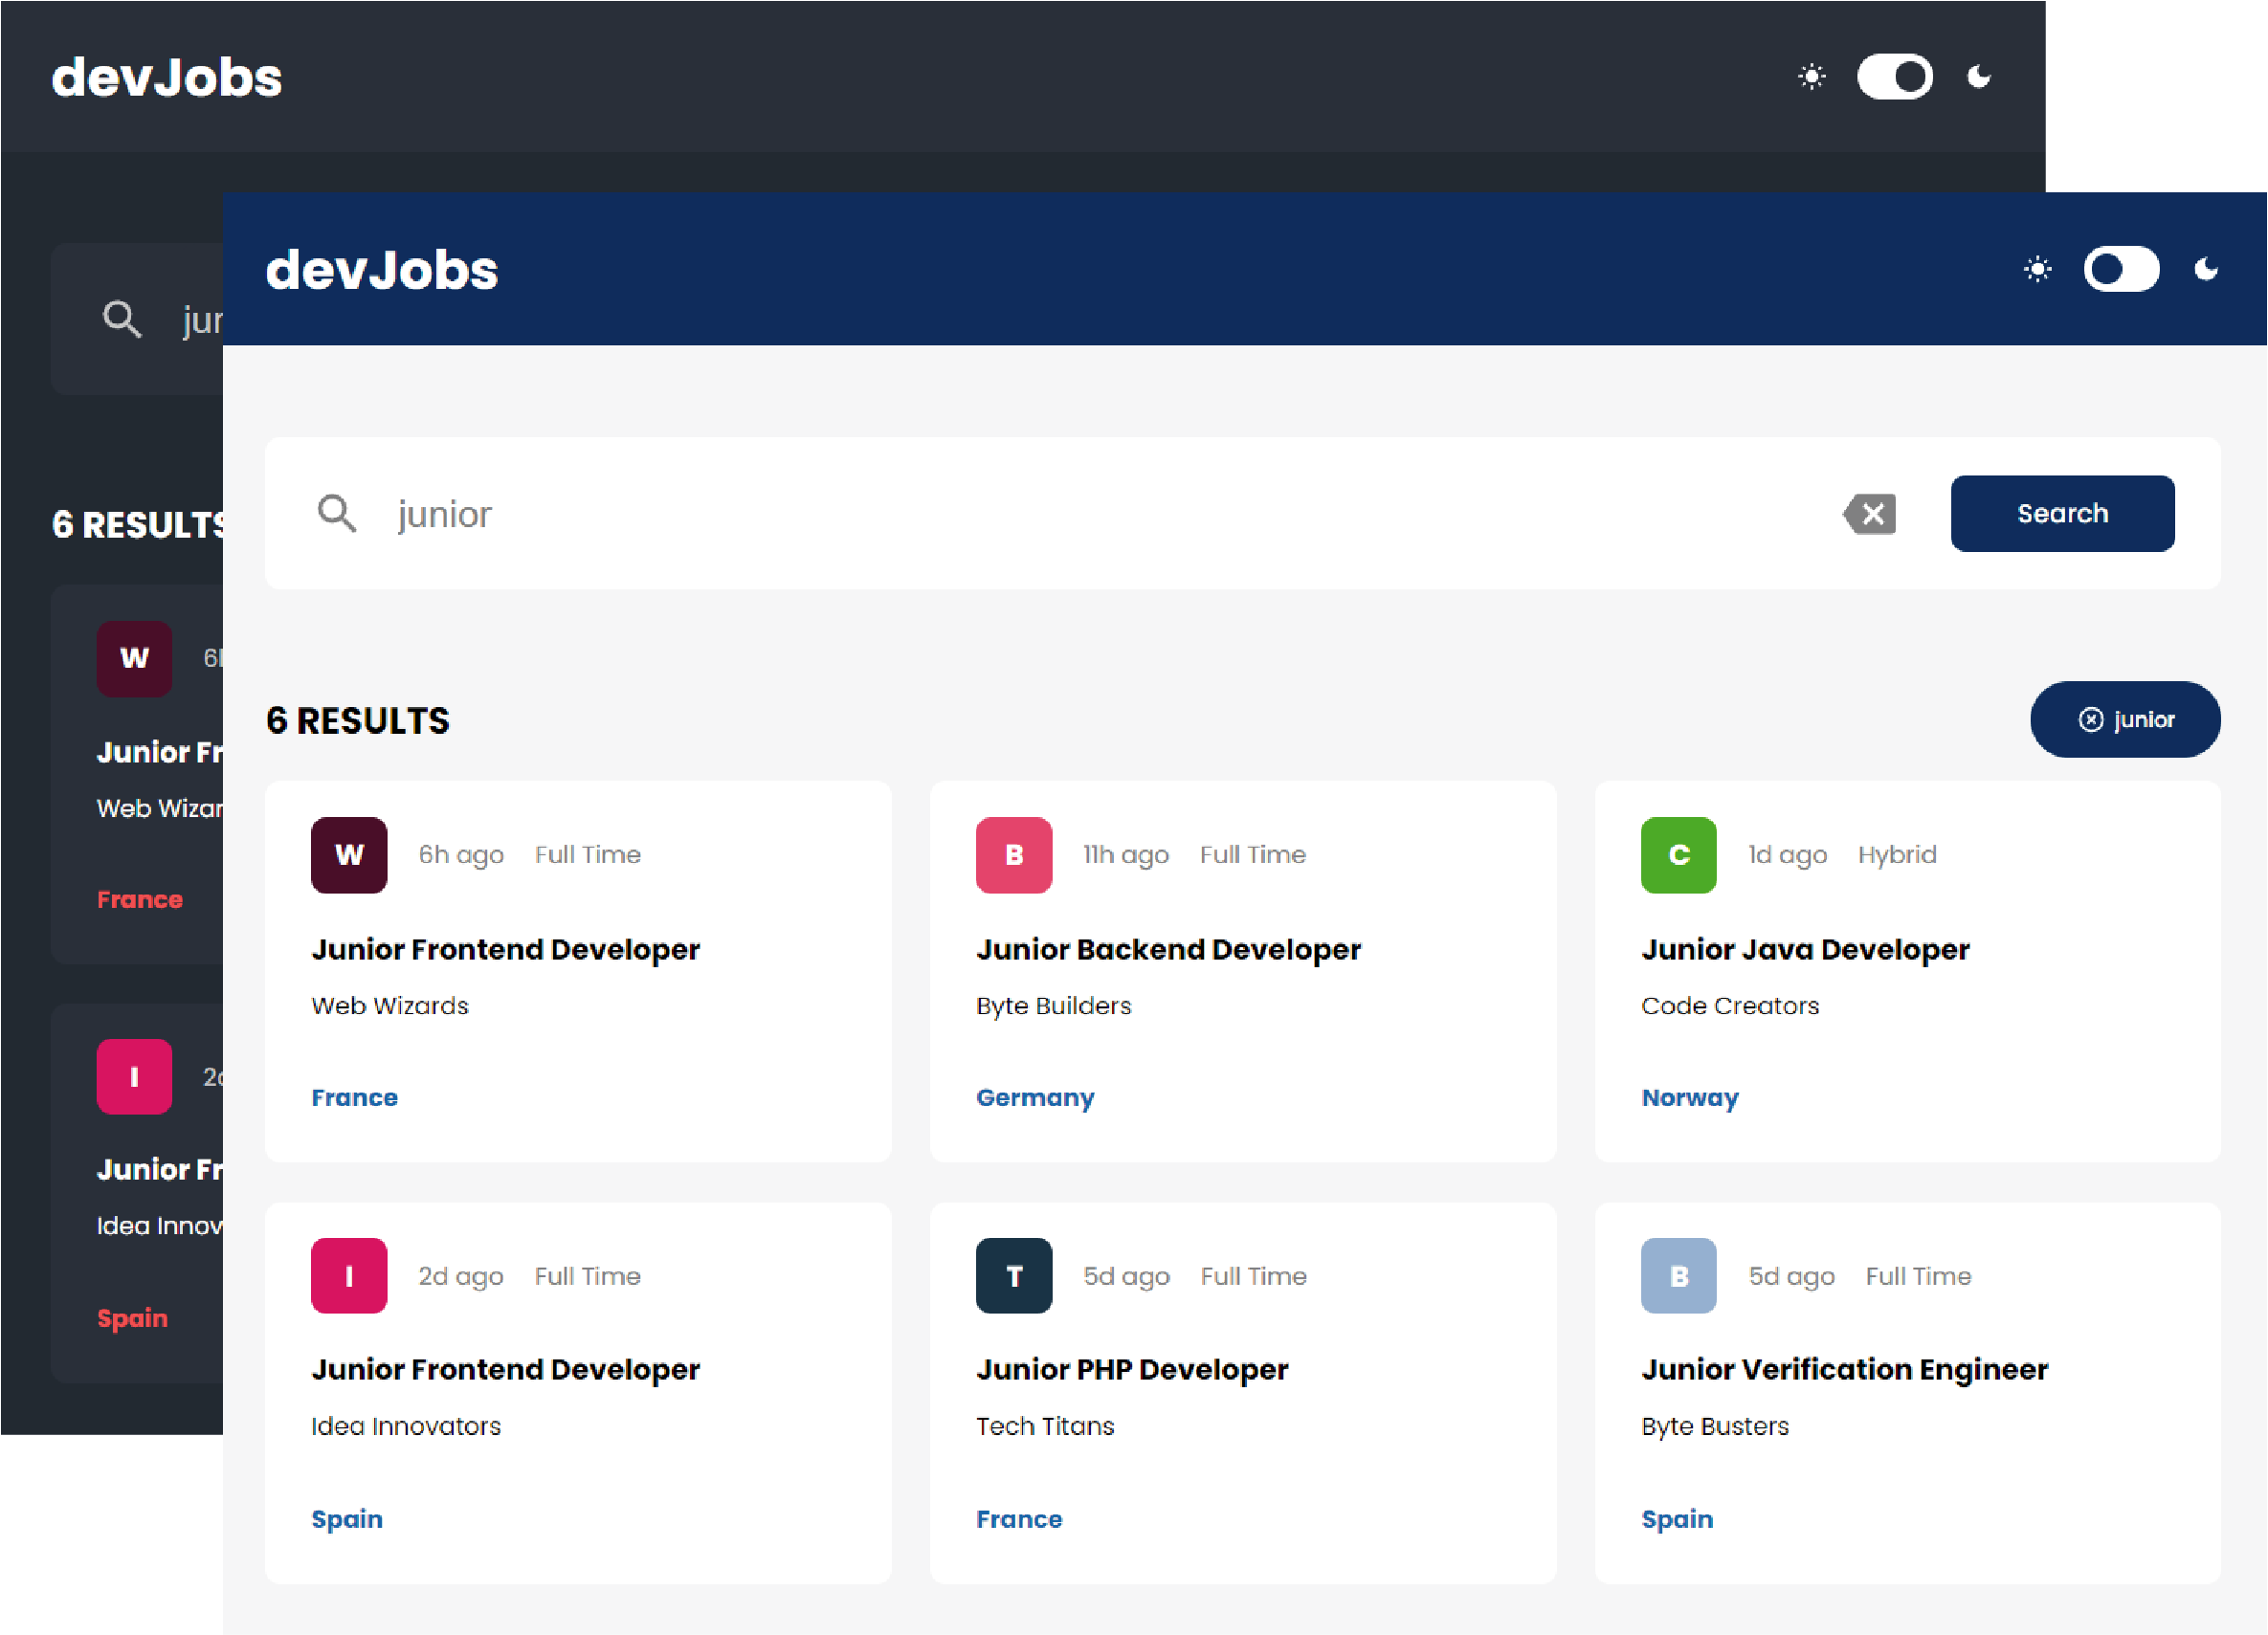 devJobs
jur
6 RESULTS
W
Junior Fr
Web Wizar
France
I
Junior Fr
Idea Innov
Spain
devJobs
junior
Search
6 RESULTS
junior
W 6h ago Full Time
Junior Frontend Developer
Web Wizards
France
B 11h ago Full Time
Junior Backend Developer
Byte Builders
Germany
C 1d ago Hybrid
Junior Java Developer
Code Creators
Norway
I 2d ago Full Time
Junior Frontend Developer
Idea Innovators
Spain
T 5d ago Full Time
Junior PHP Developer
Tech Titans
France
B 5d ago Full Time
Junior Verification Engineer
Byte Busters
Spain